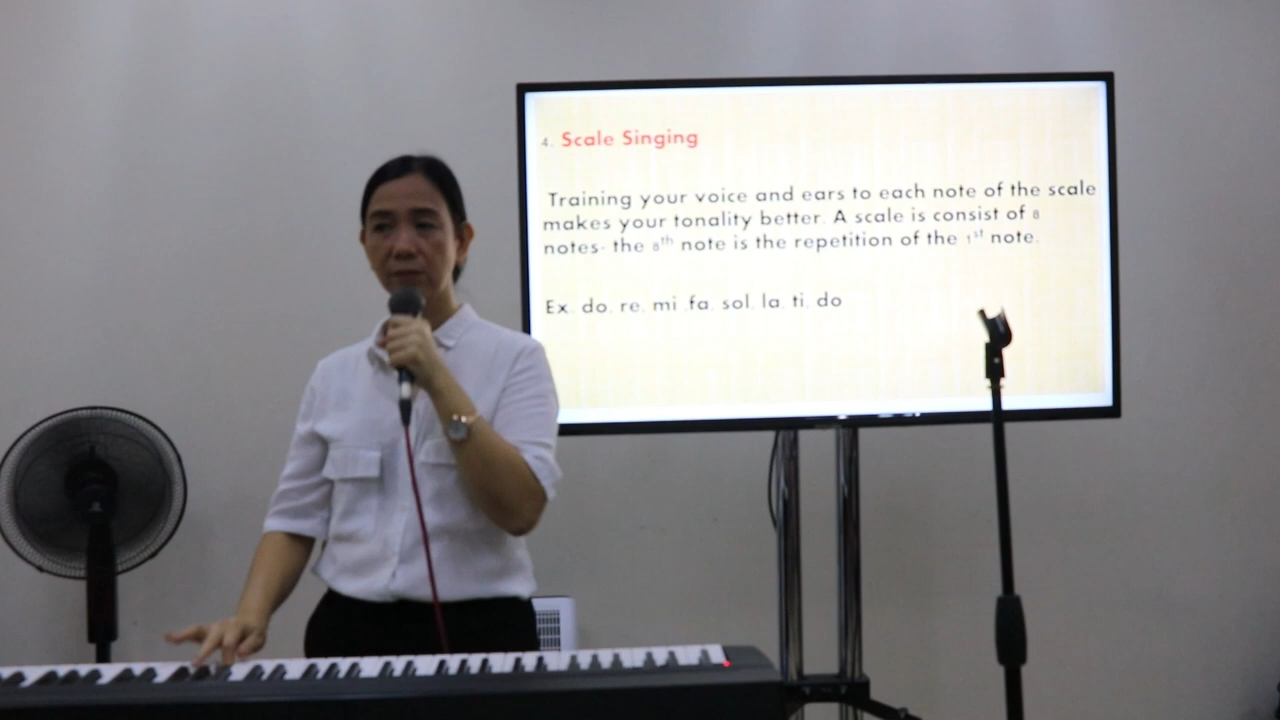 4. Scale Singing
Training your voice and ears to each note of the scale
makes your tonality better. A scale is consist of 8
notes- the 8th note is the repetition of the 1st note.
Ex. do, re, mi ,fa, sol, la, ti, do